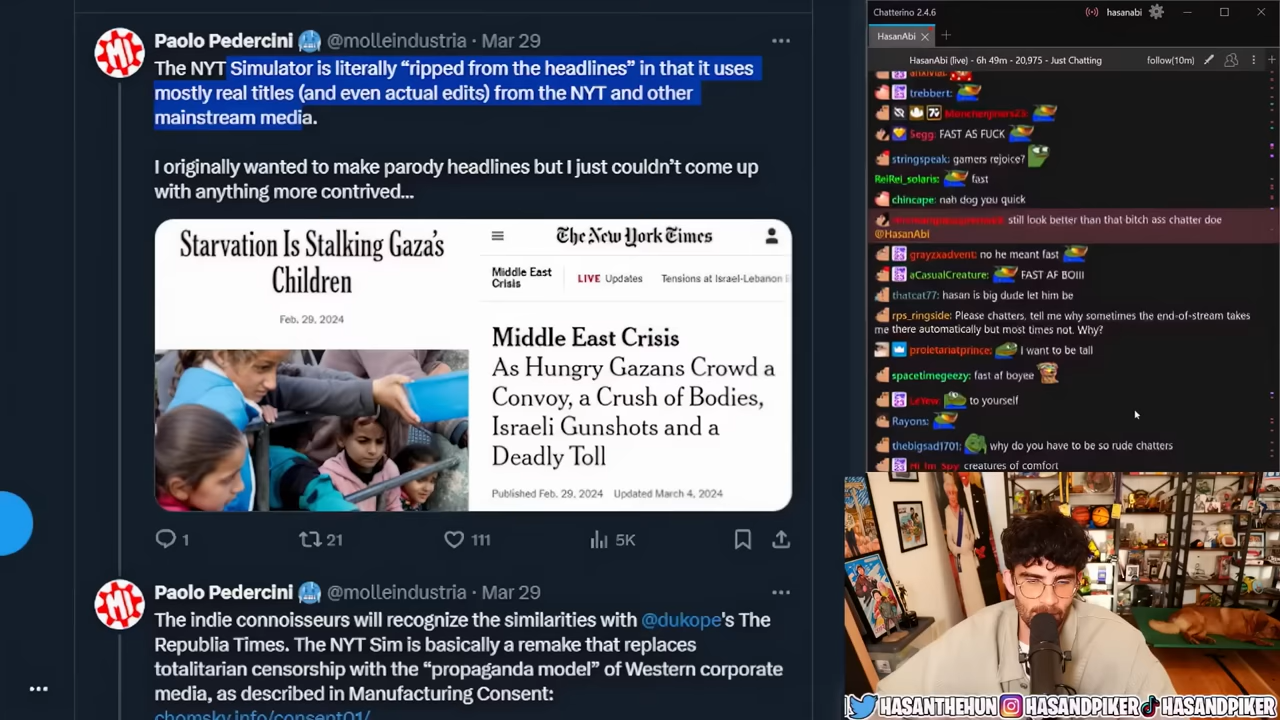 Paolo Pedercini @molleindustria · Mar 29
The NYT Simulator is literally “ripped from the headlines” in that it uses
mostly real titles (and even actual edits) from the NYT and other
mainstream media.
I originally wanted to make parody headlines but I just couldn’t come up
with anything more contrived...
Starvation Is Stalking Gaza’s
Children
Feb. 29, 2024
The New York Times
Middle East
Crisis
LIVE Updates
Tensions at Israel-Lebanon
Middle East Crisis
As Hungry Gazans Crowd a
Convoy, a Crush of Bodies,
Israeli Gunshots and a
Deadly Toll
Published Feb. 29, 2024 Updated March 4, 2024
1 21 111 5K
Paolo Pedercini @molleindustria · Mar 29
The indie connoisseurs will recognize the similarities with @dukope's The
Republia Times. The NYT Sim is basically a remake that replaces
totalitarian censorship with the “propaganda model” of Western corporate
media, as described in Manufacturing Consent:
chomsky.info/consent01/
Chatterino 2.4.6
hasanabi
HasanAbi
HasanAbi (live) - 6h 49m - 20,975 - Just Chatting
follow(10m)
trebbert:
Segg: FAST AS FUCK
stringspeak: gamers rejoice?
ReiRei_solaris: fast
chincape: nah dog you quick
still look better than that bitch ass chatter doe
@HasanAbi
grayzxadvent: no he meant fast
aCasualCreature: FAST AF BOIII
thatcat77: hasan is big dude let him be
rps_ringside: Please chatters, tell me why sometimes the end-of-stream takes
me there automatically but most times not. Why?
proletariatprince: I want to be tall
spacetimegeezy: fast af boyee
LeYew: to yourself
Rayons:
thebigsad1701: why do you have to be so rude chatters
Hi_Im_Spy: creatures of comfort
HASANTHEHUN HASANDPIKER HASANDPIKER